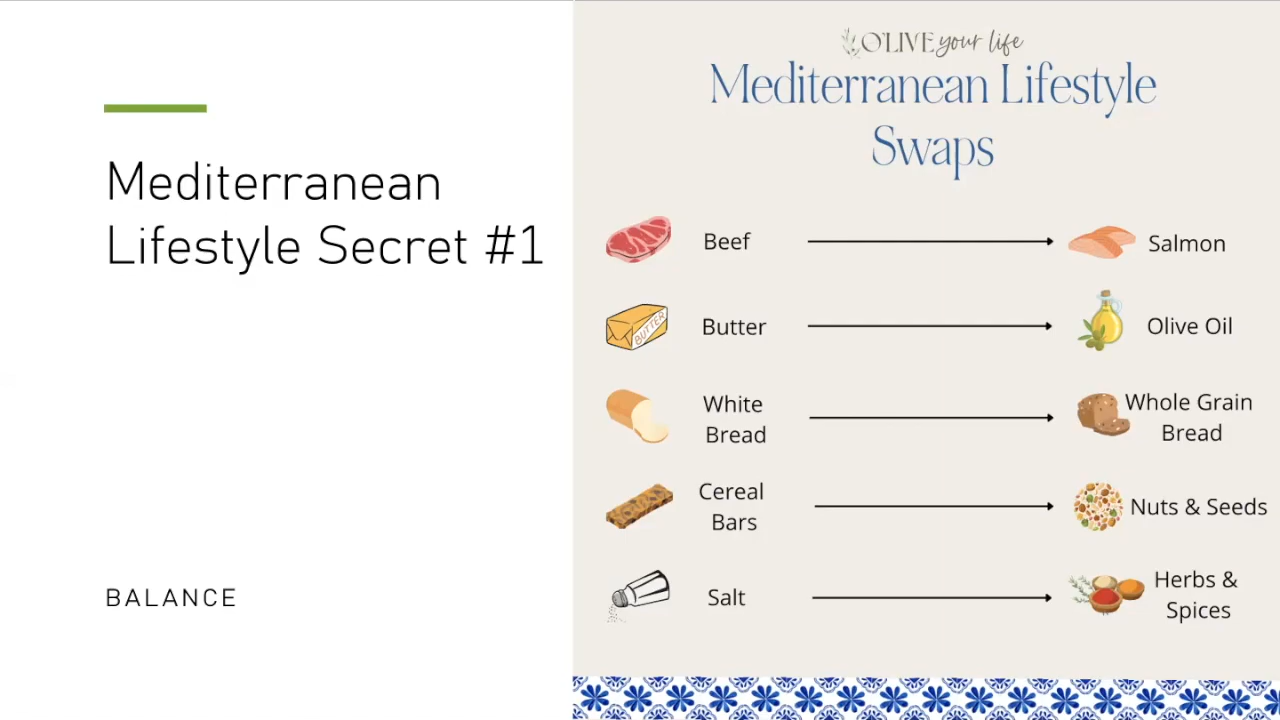 Mediterranean
Lifestyle Secret #1
BALANCE
O'LIVE your life
Mediterranean Lifestyle
Swaps
Beef
Salmon
BUTTER
Butter
Olive Oil
White
Bread
Whole Grain
Bread
Cereal
Bars
Nuts & Seeds
Salt
Herbs &
Spices